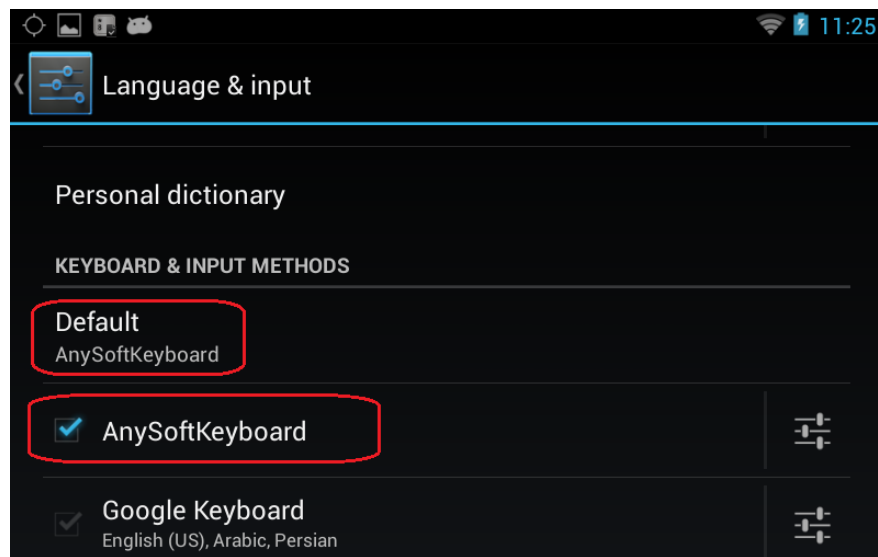 11:25
Language & input
Personal dictionary
KEYBOARD & INPUT METHODS
Default
AnySoftKeyboard
AnySoftKeyboard
Google Keyboard
English (US), Arabic, Persian